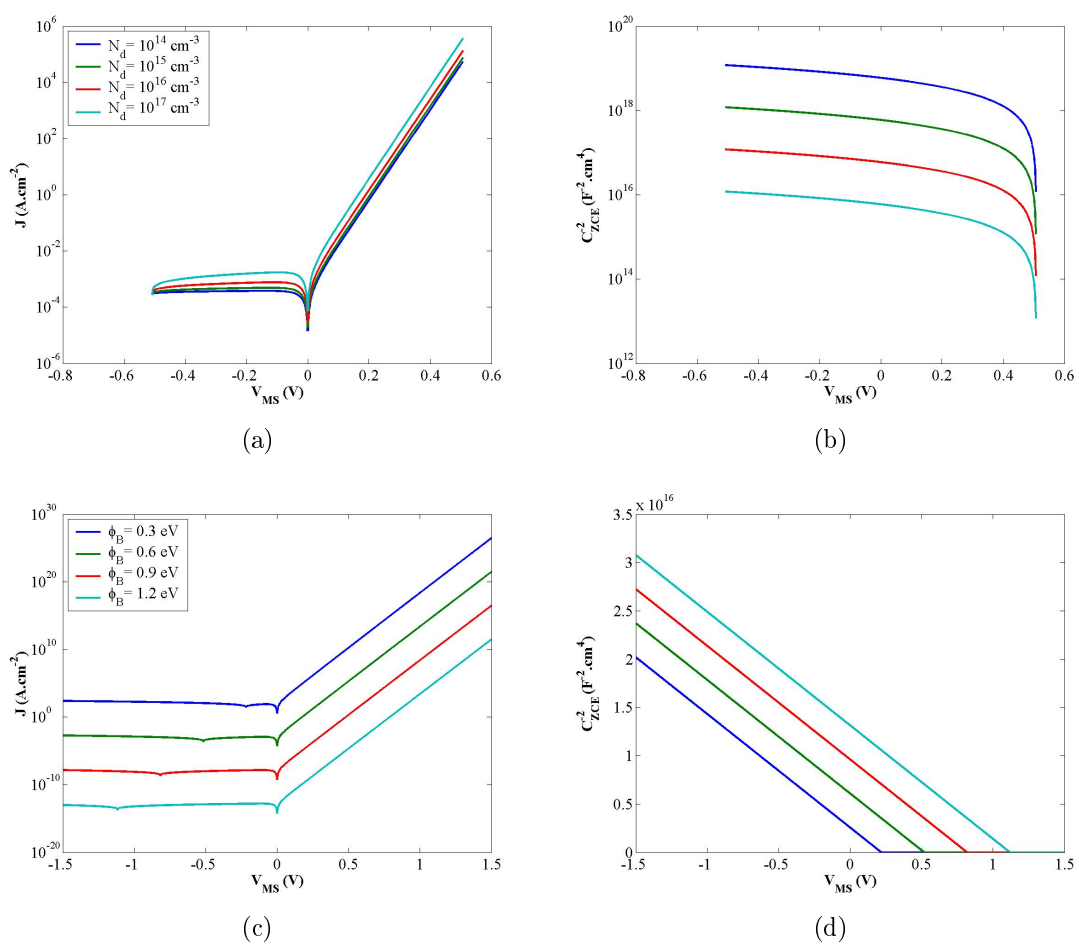 10^6
10^4
10^2
10^0
10^-2
10^-4
10^-6
J (A.cm^-2)
N_d= 10^14 cm^-3
N_d= 10^15 cm^-3
N_d= 10^16 cm^-3
N_d= 10^17 cm^-3
-0.8 -0.6 -0.4 -0.2 0 0.2 0.4 0.6
V_MS (V)
(a)
10^20
10^18
10^16
10^14
10^12
C_ZCE^-2 (F^-2.cm^4)
-0.8 -0.6 -0.4 -0.2 0 0.2 0.4 0.6
V_MS (V)
(b)
10^30
10^20
10^10
10^0
10^-10
10^-20
J (A.cm^-2)
ϕ_B= 0.3 eV
ϕ_B= 0.6 eV
ϕ_B= 0.9 eV
ϕ_B= 1.2 eV
-1.5 -1 -0.5 0 0.5 1 1.5
V_MS (V)
(c)
x 10^16
3.5
3
2.5
2
1.5
1
0.5
0
C_ZCE^-2 (F^-2.cm^4)
-1.5 -1 -0.5 0 0.5 1 1.5
V_MS (V)
(d)